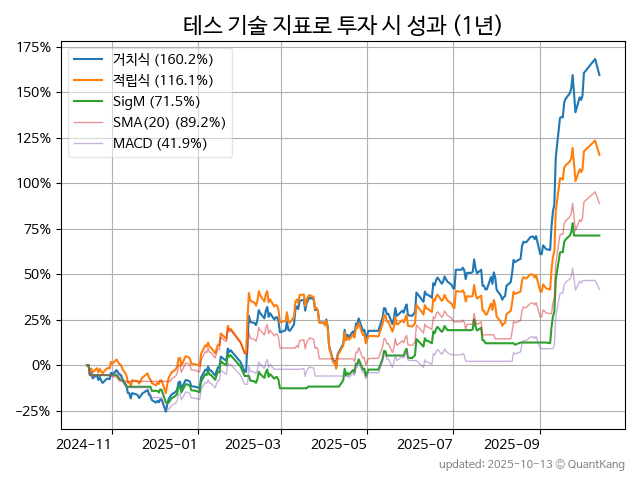 테스 기술 지표로 투자 시 성과 (1년)
175%
150%
125%
100%
75%
50%
25%
0%
−25%
거치식 (160.2%)
적립식 (116.1%)
SigM (71.5%)
SMA(20) (89.2%)
MACD (41.9%)
2024-11
2025-01
2025-03
2025-05
2025-07
2025-09
updated: 2025-10-13 ⓒ QuantKang